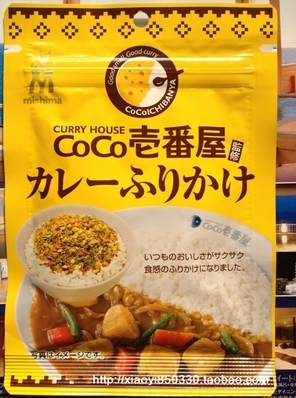 Good smell, Good curry
CoCoICHIBANYA
mishima
CURRY HOUSE
CoCo壱番屋
監修
カレーふりかけ
CoCo壱番屋
いつものおいしさがサクサク
食感のふりかけになりました。
写真はイメージです。
http://xiaoyi850330.taobao.com